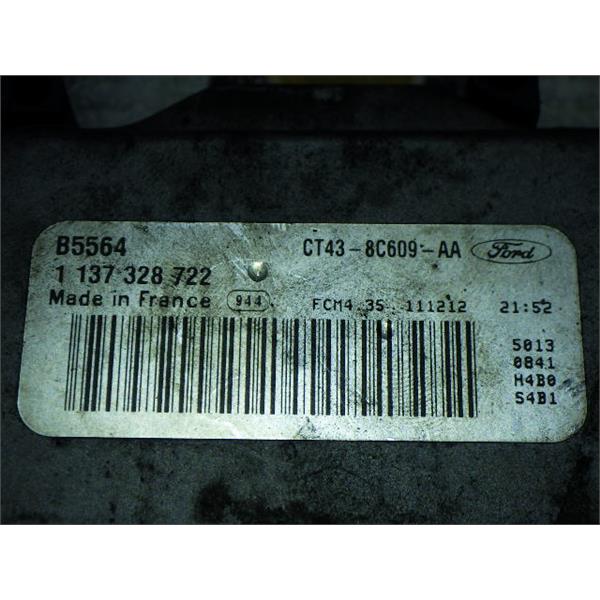 B5564 CT43-8C609-AA Ford
1 137 328 722
Made in France 944 FCM4 35 111212 21:52
5013
0841
H4B0
S4B1